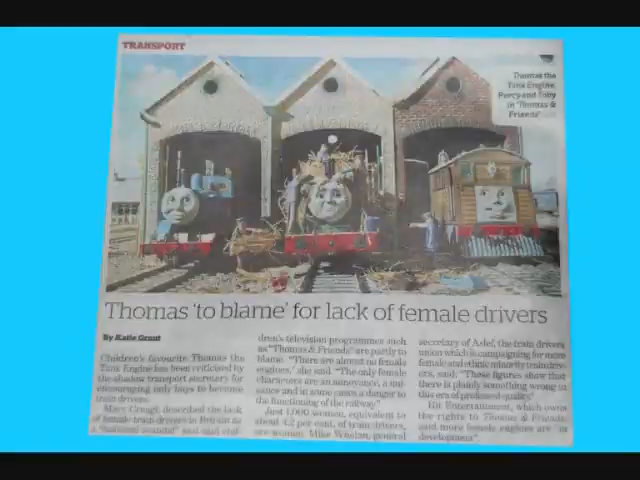 TRANSPORT
Thomas the
Tank Engine,
Percy and Toby
in 'Thomas &
Friends'
Thomas 'to blame' for lack of female drivers
By Katie Grant
Children's favourite Thomas the
Tank Engine has been criticised by
the shadow transport secretary for
encouraging only boys to become
train drivers.
Mary Creagh described the lack
of female train drivers in Britain as
a "national scandal" and said chil-
dren's television programmes such
as "Thomas & Friends" are partly to
blame. "There are almost no female
engines," she said. "The only female
characters are an annoyance, a nui-
sance and in some cases a danger to
the functioning of the railway."
Just 1,000 women, equivalent to
about 4.2 per cent, of train drivers,
are women. Mike Whelan, general
secretary of Aslef, the train drivers
union which is campaigning for more
female and ethnic minority train driv-
ers, said: "These figures show that
there is plainly something wrong in
this era of professed equality."
Hit Entertainment, which owns
the rights to Thomas & Friends
said more female engines are "in
development".